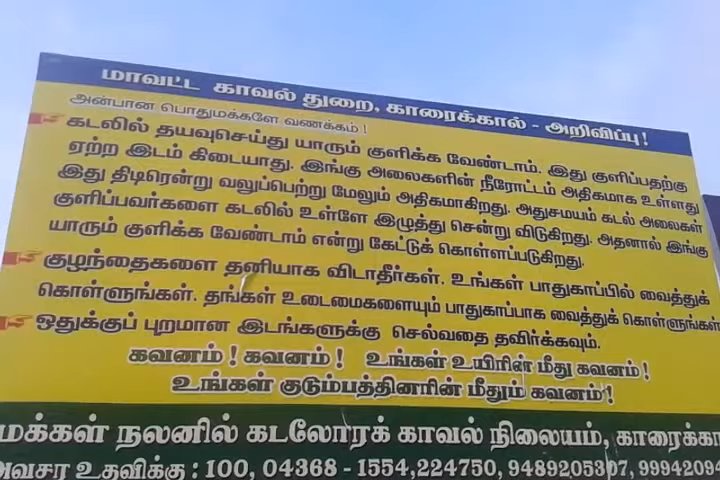 மாவட்ட காவல் துறை, காரைக்கால் - அறிவிப்பு !
அன்பான பொதுமக்களே வணக்கம் !
கடலில் தயவுசெய்து யாரும் குளிக்க வேண்டாம். இது குளிப்பதற்கு
ஏற்ற இடம் கிடையாது. இங்கு அலைகளின் நீரோட்டம் அதிகமாக உள்ளது
இது திடீரென்று வலுப்பெற்று மேலும் அதிகமாகிறது. அதுசமயம் கடல் அலைகள்
குளிப்பவர்களை கடலில் உள்ளே இழுத்து சென்று விடுகிறது. அதனால் இங்கு
யாரும் குளிக்க வேண்டாம் என்று கேட்டுக் கொள்ளப்படுகிறது.
குழந்தைகளை தனியாக விடாதீர்கள். உங்கள் பாதுகாப்பில் வைத்துக்
கொள்ளுங்கள். தங்கள் உடைமைகளையும் பாதுகாப்பாக வைத்துக் கொள்ளுங்கள்
ஒதுக்குப் புறமான இடங்களுக்கு செல்வதை தவிர்க்கவும்.
கவனம் ! கவனம் ! உங்கள் உயிரின் மீது கவனம் !
உங்கள் குடும்பத்தினரின் மீதும் கவனம் !
மக்கள் நலனில் கடலோரக் காவல் நிலையம், காரைக்கா
அவசர உதவிக்கு : 100, 04368 - 1554,224750, 9489205307, 99942094